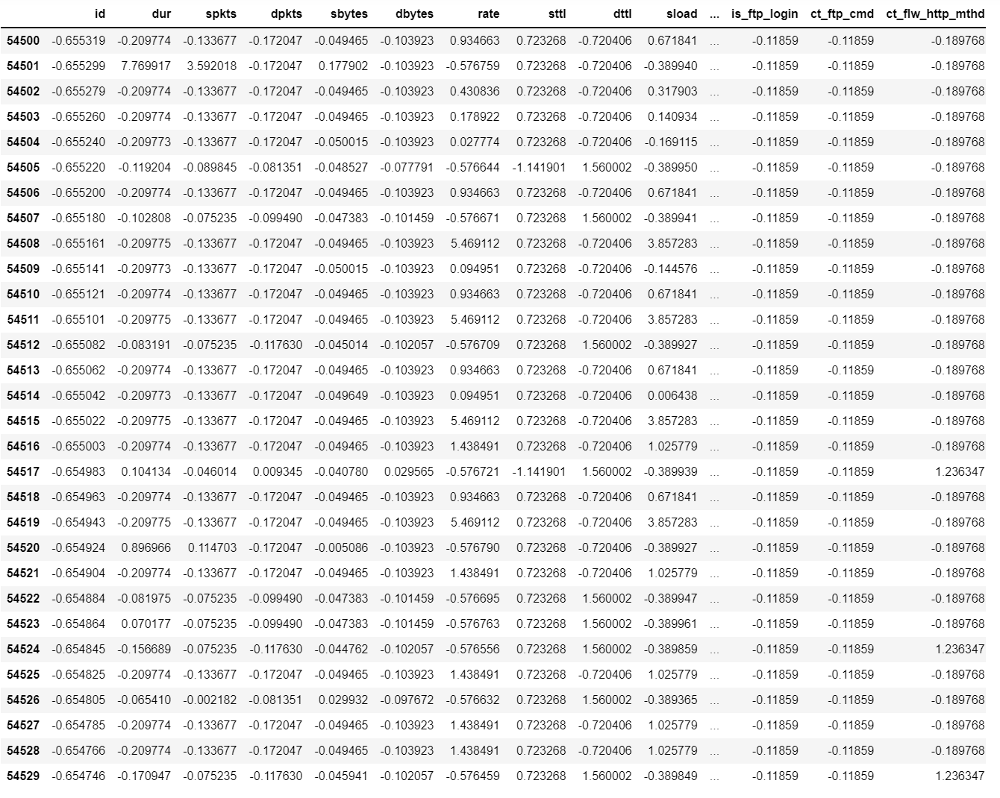 id dur spkts dpkts sbytes dbytes rate sttl dttl sload ... is_ftp_login ct_ftp_cmd ct_flw_http_mthd
54500 -0.655319 -0.209774 -0.133677 -0.172047 -0.049465 -0.103923 0.934663 0.723268 -0.720406 0.671841 ... -0.11859 -0.11859 -0.189768
54501 -0.655299 7.769917 3.592018 -0.172047 0.177902 -0.103923 -0.576759 0.723268 -0.720406 -0.389940 ... -0.11859 -0.11859 -0.189768
54502 -0.655279 -0.209774 -0.133677 -0.172047 -0.049465 -0.103923 0.430836 0.723268 -0.720406 0.317903 ... -0.11859 -0.11859 -0.189768
54503 -0.655260 -0.209774 -0.133677 -0.172047 -0.049465 -0.103923 0.178922 0.723268 -0.720406 0.140934 ... -0.11859 -0.11859 -0.189768
54504 -0.655240 -0.209773 -0.133677 -0.172047 -0.050015 -0.103923 0.027774 0.723268 -0.720406 -0.169115 ... -0.11859 -0.11859 -0.189768
54505 -0.655220 -0.119204 -0.089845 -0.081351 -0.048527 -0.077791 -0.576644 -1.141901 1.560002 -0.389950 ... -0.11859 -0.11859 -0.189768
54506 -0.655200 -0.209774 -0.133677 -0.172047 -0.049465 -0.103923 0.934663 0.723268 -0.720406 0.671841 ... -0.11859 -0.11859 -0.189768
54507 -0.655180 -0.102808 -0.075235 -0.099490 -0.047383 -0.101459 -0.576671 0.723268 1.560002 -0.389941 ... -0.11859 -0.11859 -0.189768
54508 -0.655161 -0.209775 -0.133677 -0.172047 -0.049465 -0.103923 5.469112 0.723268 -0.720406 3.857283 ... -0.11859 -0.11859 -0.189768
54509 -0.655141 -0.209773 -0.133677 -0.172047 -0.050015 -0.103923 0.094951 0.723268 -0.720406 -0.144576 ... -0.11859 -0.11859 -0.189768
54510 -0.655121 -0.209774 -0.133677 -0.172047 -0.049465 -0.103923 0.934663 0.723268 -0.720406 0.671841 ... -0.11859 -0.11859 -0.189768
54511 -0.655101 -0.209775 -0.133677 -0.172047 -0.049465 -0.103923 5.469112 0.723268 -0.720406 3.857283 ... -0.11859 -0.11859 -0.189768
54512 -0.655082 -0.083191 -0.075235 -0.117630 -0.045014 -0.102057 -0.576709 0.723268 1.560002 -0.389927 ... -0.11859 -0.11859 -0.189768
54513 -0.655062 -0.209774 -0.133677 -0.172047 -0.049465 -0.103923 0.934663 0.723268 -0.720406 0.671841 ... -0.11859 -0.11859 -0.189768
54514 -0.655042 -0.209773 -0.133677 -0.172047 -0.049649 -0.103923 0.094951 0.723268 -0.720406 0.006438 ... -0.11859 -0.11859 -0.189768
54515 -0.655022 -0.209775 -0.133677 -0.172047 -0.049465 -0.103923 5.469112 0.723268 -0.720406 3.857283 ... -0.11859 -0.11859 -0.189768
54516 -0.655003 -0.209774 -0.133677 -0.172047 -0.049465 -0.103923 1.438491 0.723268 -0.720406 1.025779 ... -0.11859 -0.11859 -0.189768
54517 -0.654983 0.104134 -0.046014 0.009345 -0.040780 0.029565 -0.576721 -1.141901 1.560002 -0.389939 ... -0.11859 -0.11859 1.236347
54518 -0.654963 -0.209774 -0.133677 -0.172047 -0.049465 -0.103923 0.934663 0.723268 -0.720406 0.671841 ... -0.11859 -0.11859 -0.189768
54519 -0.654943 -0.209775 -0.133677 -0.172047 -0.049465 -0.103923 5.469112 0.723268 -0.720406 3.857283 ... -0.11859 -0.11859 -0.189768
54520 -0.654924 0.896966 0.114703 -0.172047 -0.005086 -0.103923 -0.576790 0.723268 -0.720406 -0.389927 ... -0.11859 -0.11859 -0.189768
54521 -0.654904 -0.209774 -0.133677 -0.172047 -0.049465 -0.103923 1.438491 0.723268 -0.720406 1.025779 ... -0.11859 -0.11859 -0.189768
54522 -0.654884 -0.081975 -0.075235 -0.099490 -0.047383 -0.101459 -0.576695 0.723268 1.560002 -0.389947 ... -0.11859 -0.11859 -0.189768
54523 -0.654864 0.070177 -0.075235 -0.099490 -0.047383 -0.101459 -0.576763 0.723268 1.560002 -0.389961 ... -0.11859 -0.11859 -0.189768
54524 -0.654845 -0.156689 -0.075235 -0.117630 -0.044762 -0.102057 -0.576556 0.723268 1.560002 -0.389859 ... -0.11859 -0.11859 1.236347
54525 -0.654825 -0.209774 -0.133677 -0.172047 -0.049465 -0.103923 1.438491 0.723268 -0.720406 1.025779 ... -0.11859 -0.11859 -0.189768
54526 -0.654805 -0.065410 -0.002182 -0.081351 0.029932 -0.097672 -0.576632 0.723268 1.560002 -0.389365 ... -0.11859 -0.11859 -0.189768
54527 -0.654785 -0.209774 -0.133677 -0.172047 -0.049465 -0.103923 1.438491 0.723268 -0.720406 1.025779 ... -0.11859 -0.11859 -0.189768
54528 -0.654766 -0.209774 -0.133677 -0.172047 -0.049465 -0.103923 1.438491 0.723268 -0.720406 1.025779 ... -0.11859 -0.11859 -0.189768
54529 -0.654746 -0.170947 -0.075235 -0.117630 -0.045941 -0.102057 -0.576459 0.723268 1.560002 -0.389849 ... -0.11859 -0.11859 1.236347